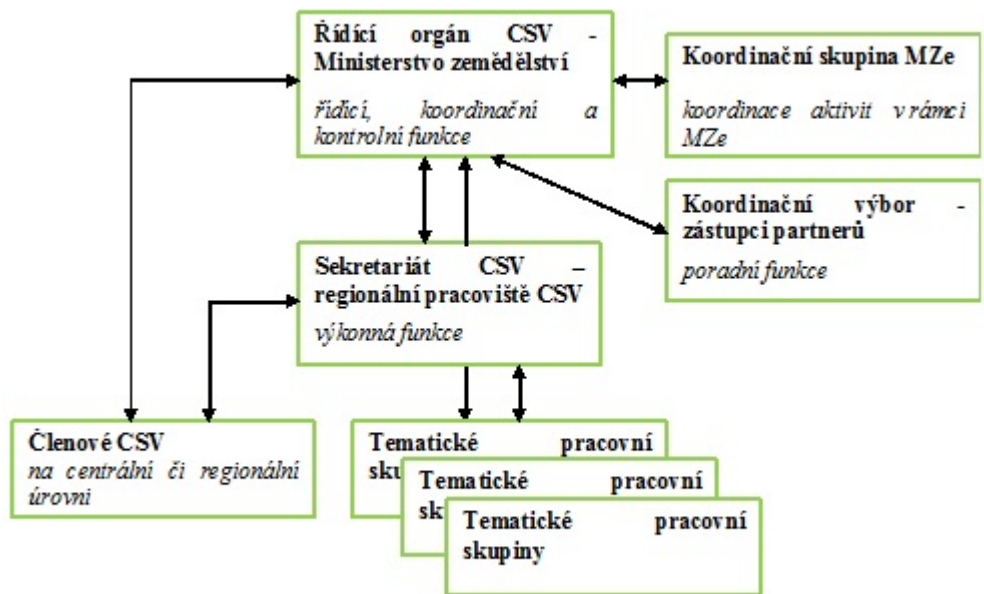 Řídící orgán CSV -
Ministerstvo zemědělství
řídící, koordinační a
kontrolní funkce
Koordinační skupina MZe
koordinace aktivit v rámci
MZe
Koordinační výbor -
zástupci partnerů
poradní funkce
Sekretariát CSV –
regionální pracoviště CSV
výkonná funkce
Členové CSV
na centrální či regionální
úrovni
Tematické pracovní
Tematické pracovní
Tematické pracovní
skupiny